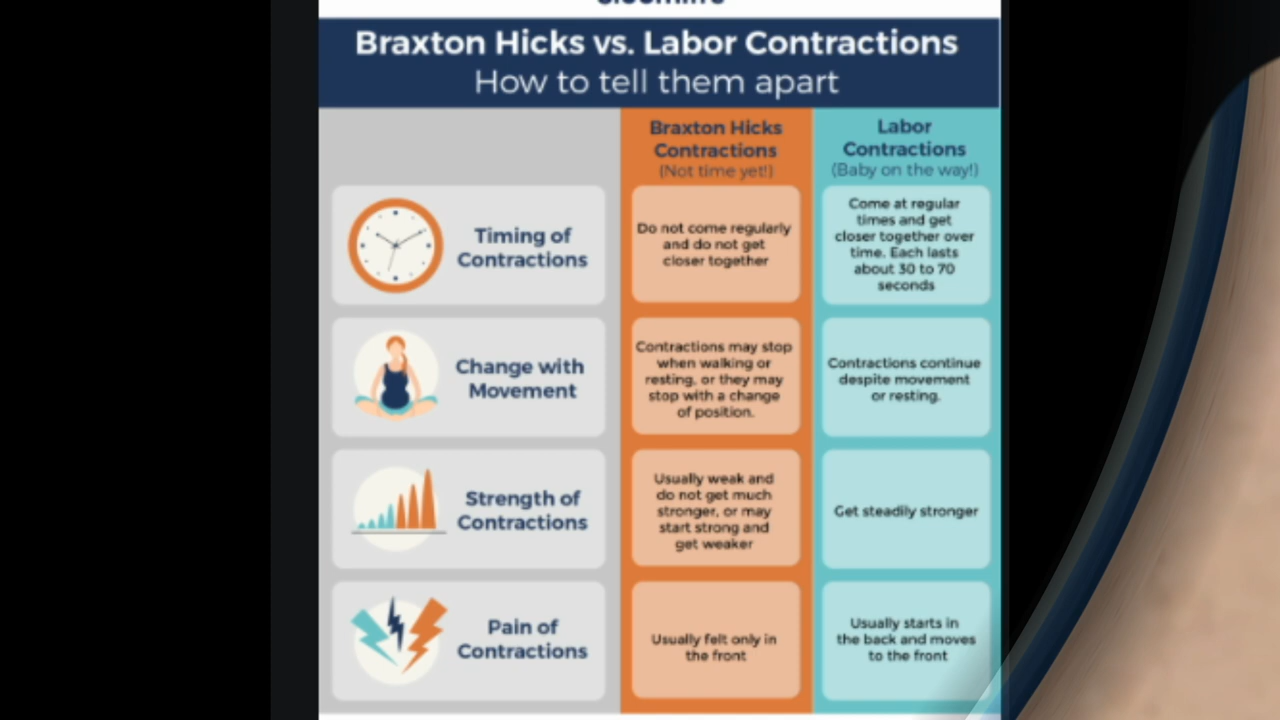 Braxton Hicks vs. Labor Contractions
How to tell them apart
Braxton Hicks
Contractions
(Not time yet!)
Labor
Contractions
(Baby on the way!)
Timing of
Contractions
Do not come regularly
and do not get
closer together
Come at regular
times and get
closer together over
time. Each lasts
about 30 to 70
seconds
Change with
Movement
Contractions may stop
when walking or
resting, or they may
stop with a change
of position.
Contractions continue
despite movement
or resting.
Strength of
Contractions
Usually weak and
do not get much
stronger, or may
start strong and
get weaker
Get steadily stronger
Pain of
Contractions
Usually felt only in
the front
Usually starts in
the back and moves
to the front